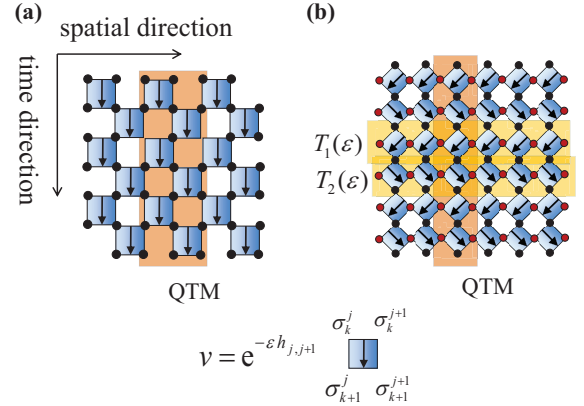 (a)
spatial direction
time direction
QTM
(b)
T₁(ε)
T₂(ε)
QTM
v = e^{-εh_{j,j+1}}
σ_k^j σ_k^{j+1}
σ_{k+1}^j σ_{k+1}^{j+1}